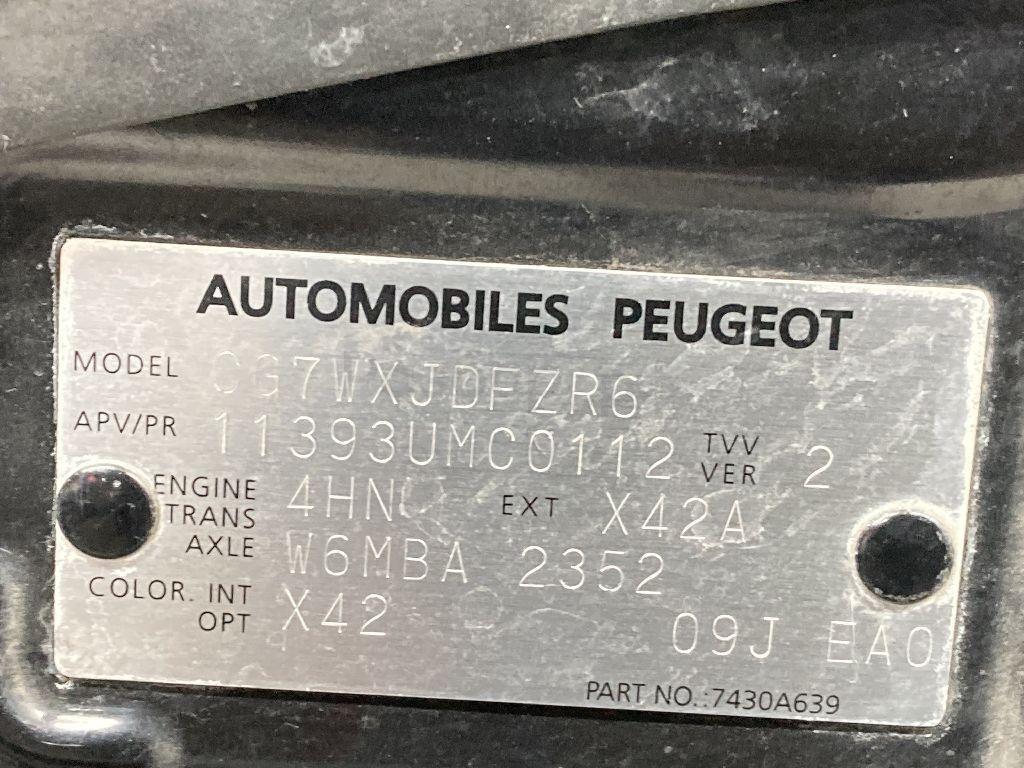 AUTOMOBILES PEUGEOT
MODEL CG7WXJDFZR6
APV/PR 11393UMC0112 TVV VER 2
ENGINE 4HN EXT X42A
TRANS AXLE W6MBA 2352
COLOR. INT OPT X42 09J EA0
PART NO.:7430A639